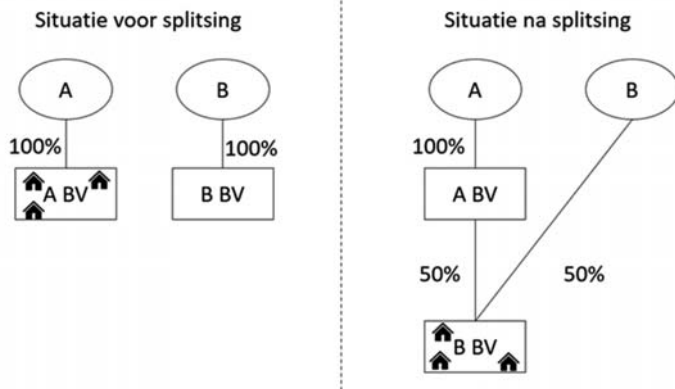 Situatie voor splitsing
A
B
100%
100%
A BV
B BV
Situatie na splitsing
A
B
100%
A BV
50%
50%
B BV